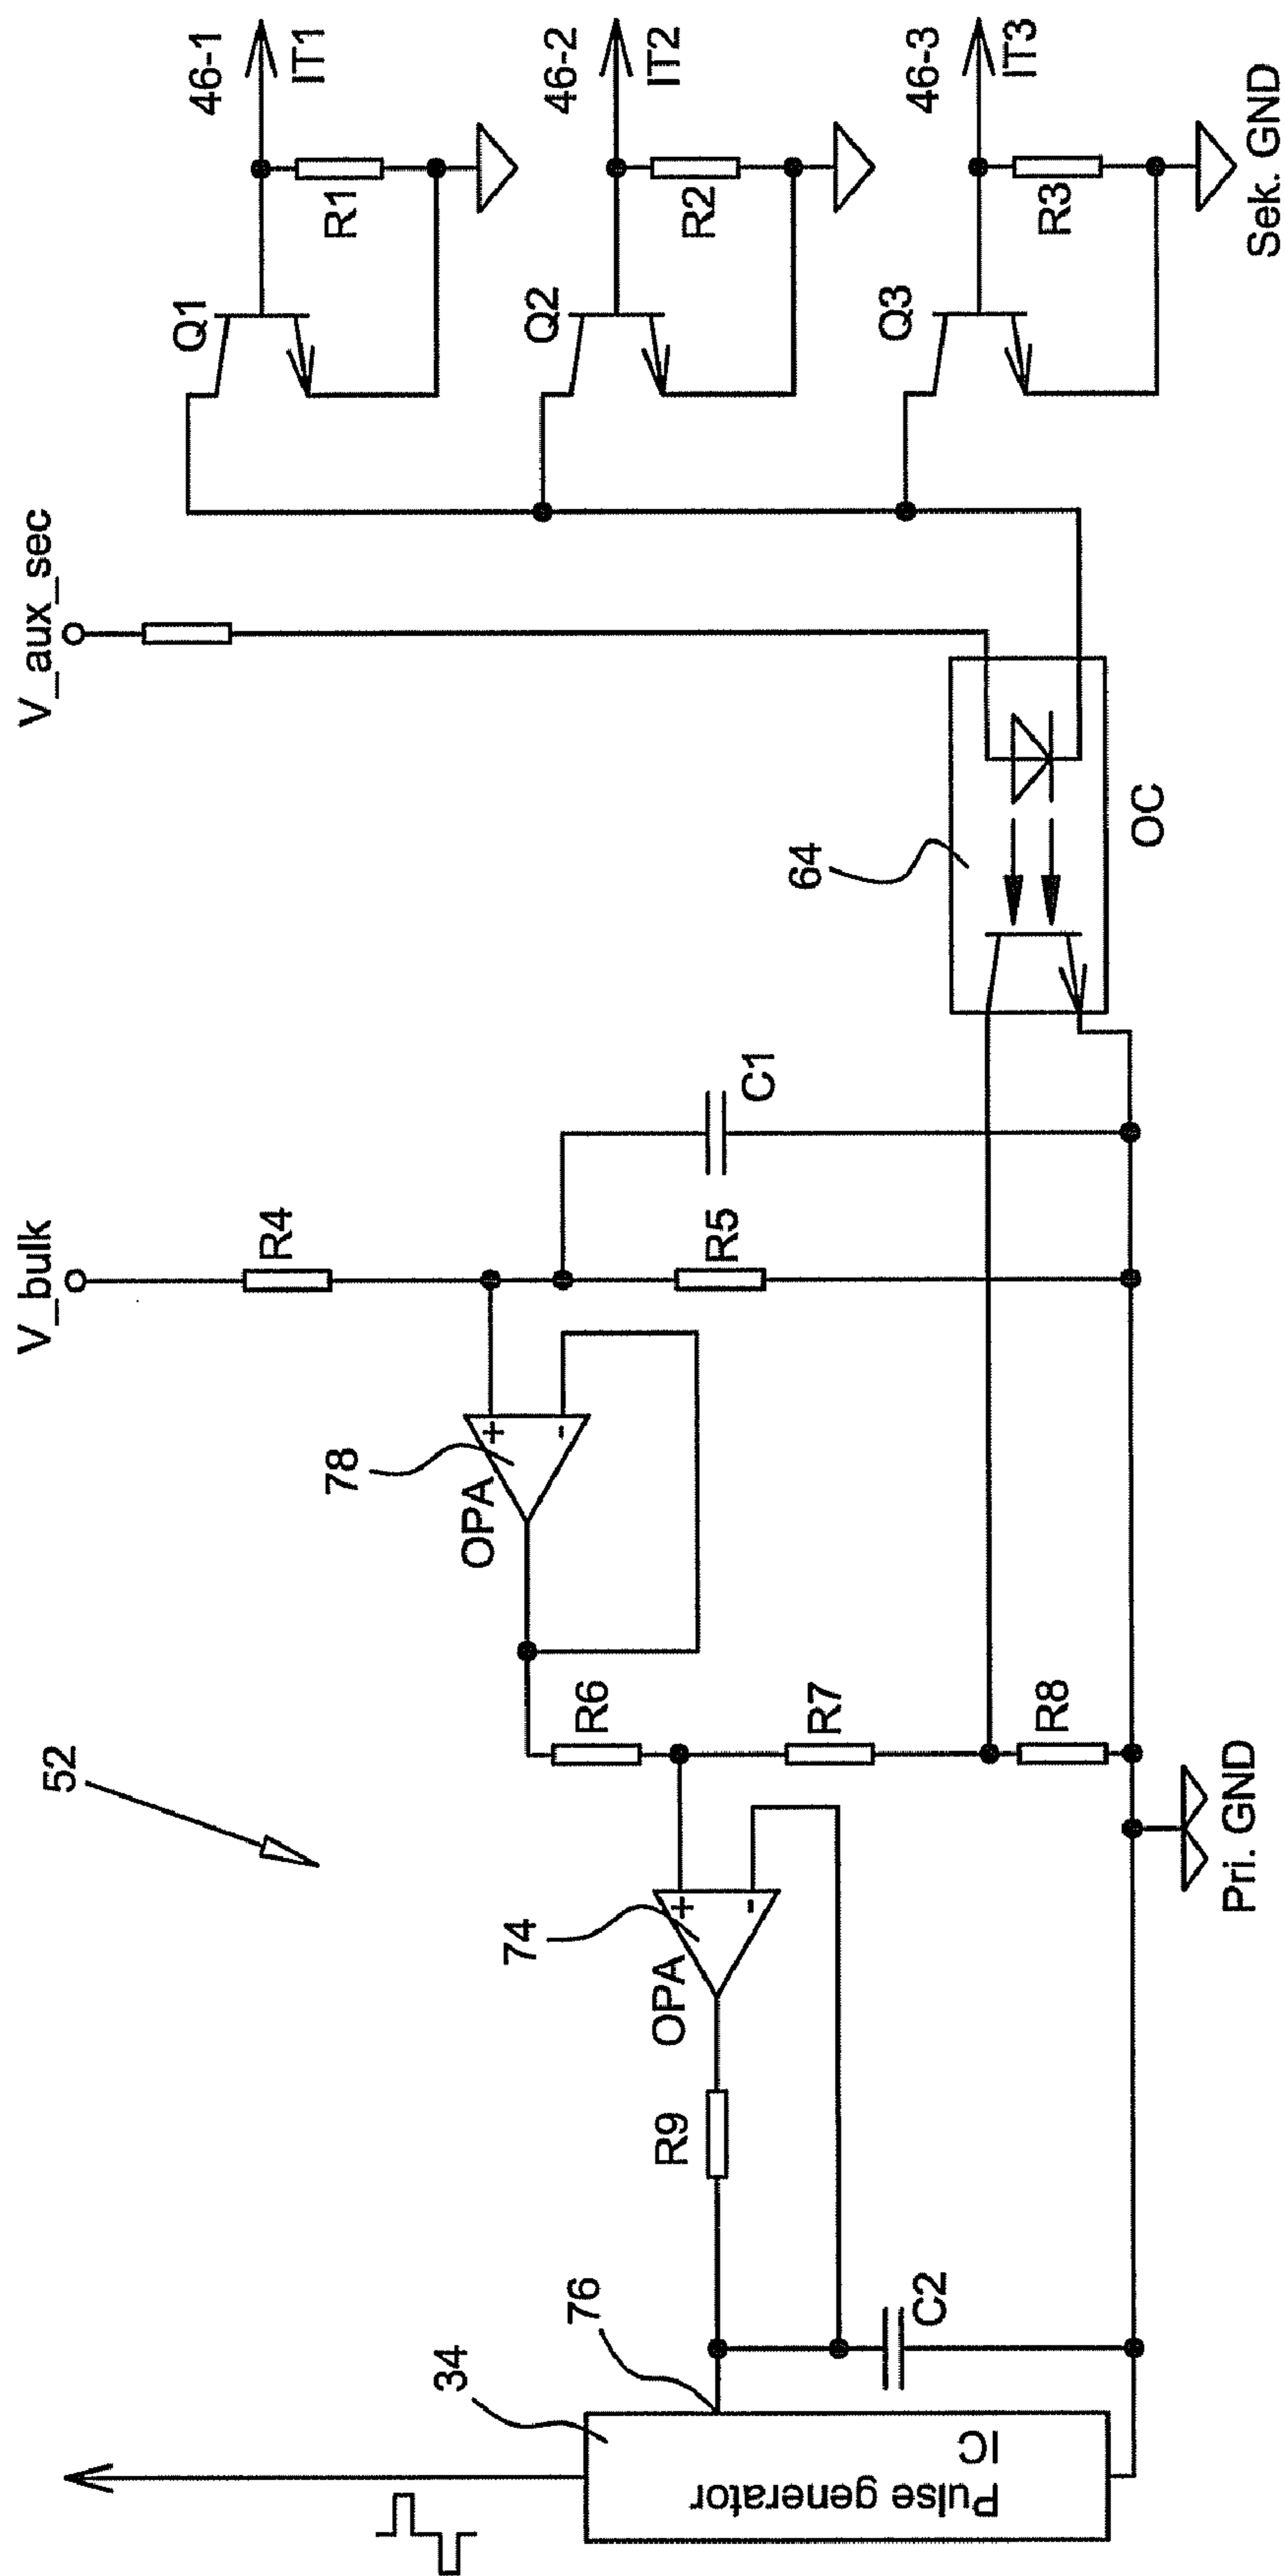 52
V_bulk
V_aux_sec
46-1
IT1
Q1
R1
46-2
IT2
Q2
R2
46-3
IT3
Q3
R3
Sek. GND
R4
78
OPA
+
-
R5
C1
64
OC
R6
R7
R8
74
OPA
+
-
R9
76
34
C2
Pulse generator
IC
Pri. GND